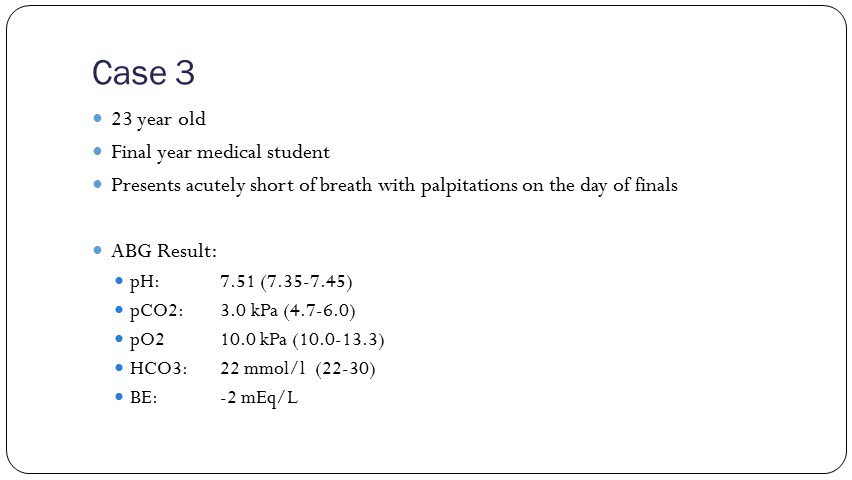 Case 3
23 year old
Final year medical student
Presents acutely short of breath with palpitations on the day of finals
ABG Result:
pH: 7.51 (7.35-7.45)
pCO2: 3.0 kPa (4.7-6.0)
pO2 10.0 kPa (10.0-13.3)
HCO3: 22 mmol/l (22-30)
BE: -2 mEq/L